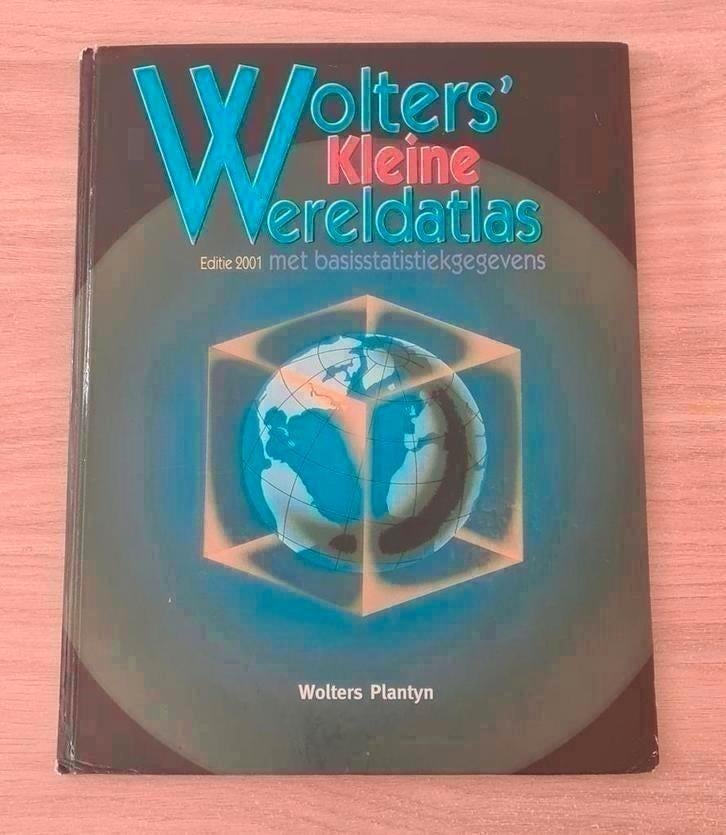 Wolters'
Kleine
Wereldatlas
Editie 2001 met basisstatistiekgegevens
Wolters Plantyn